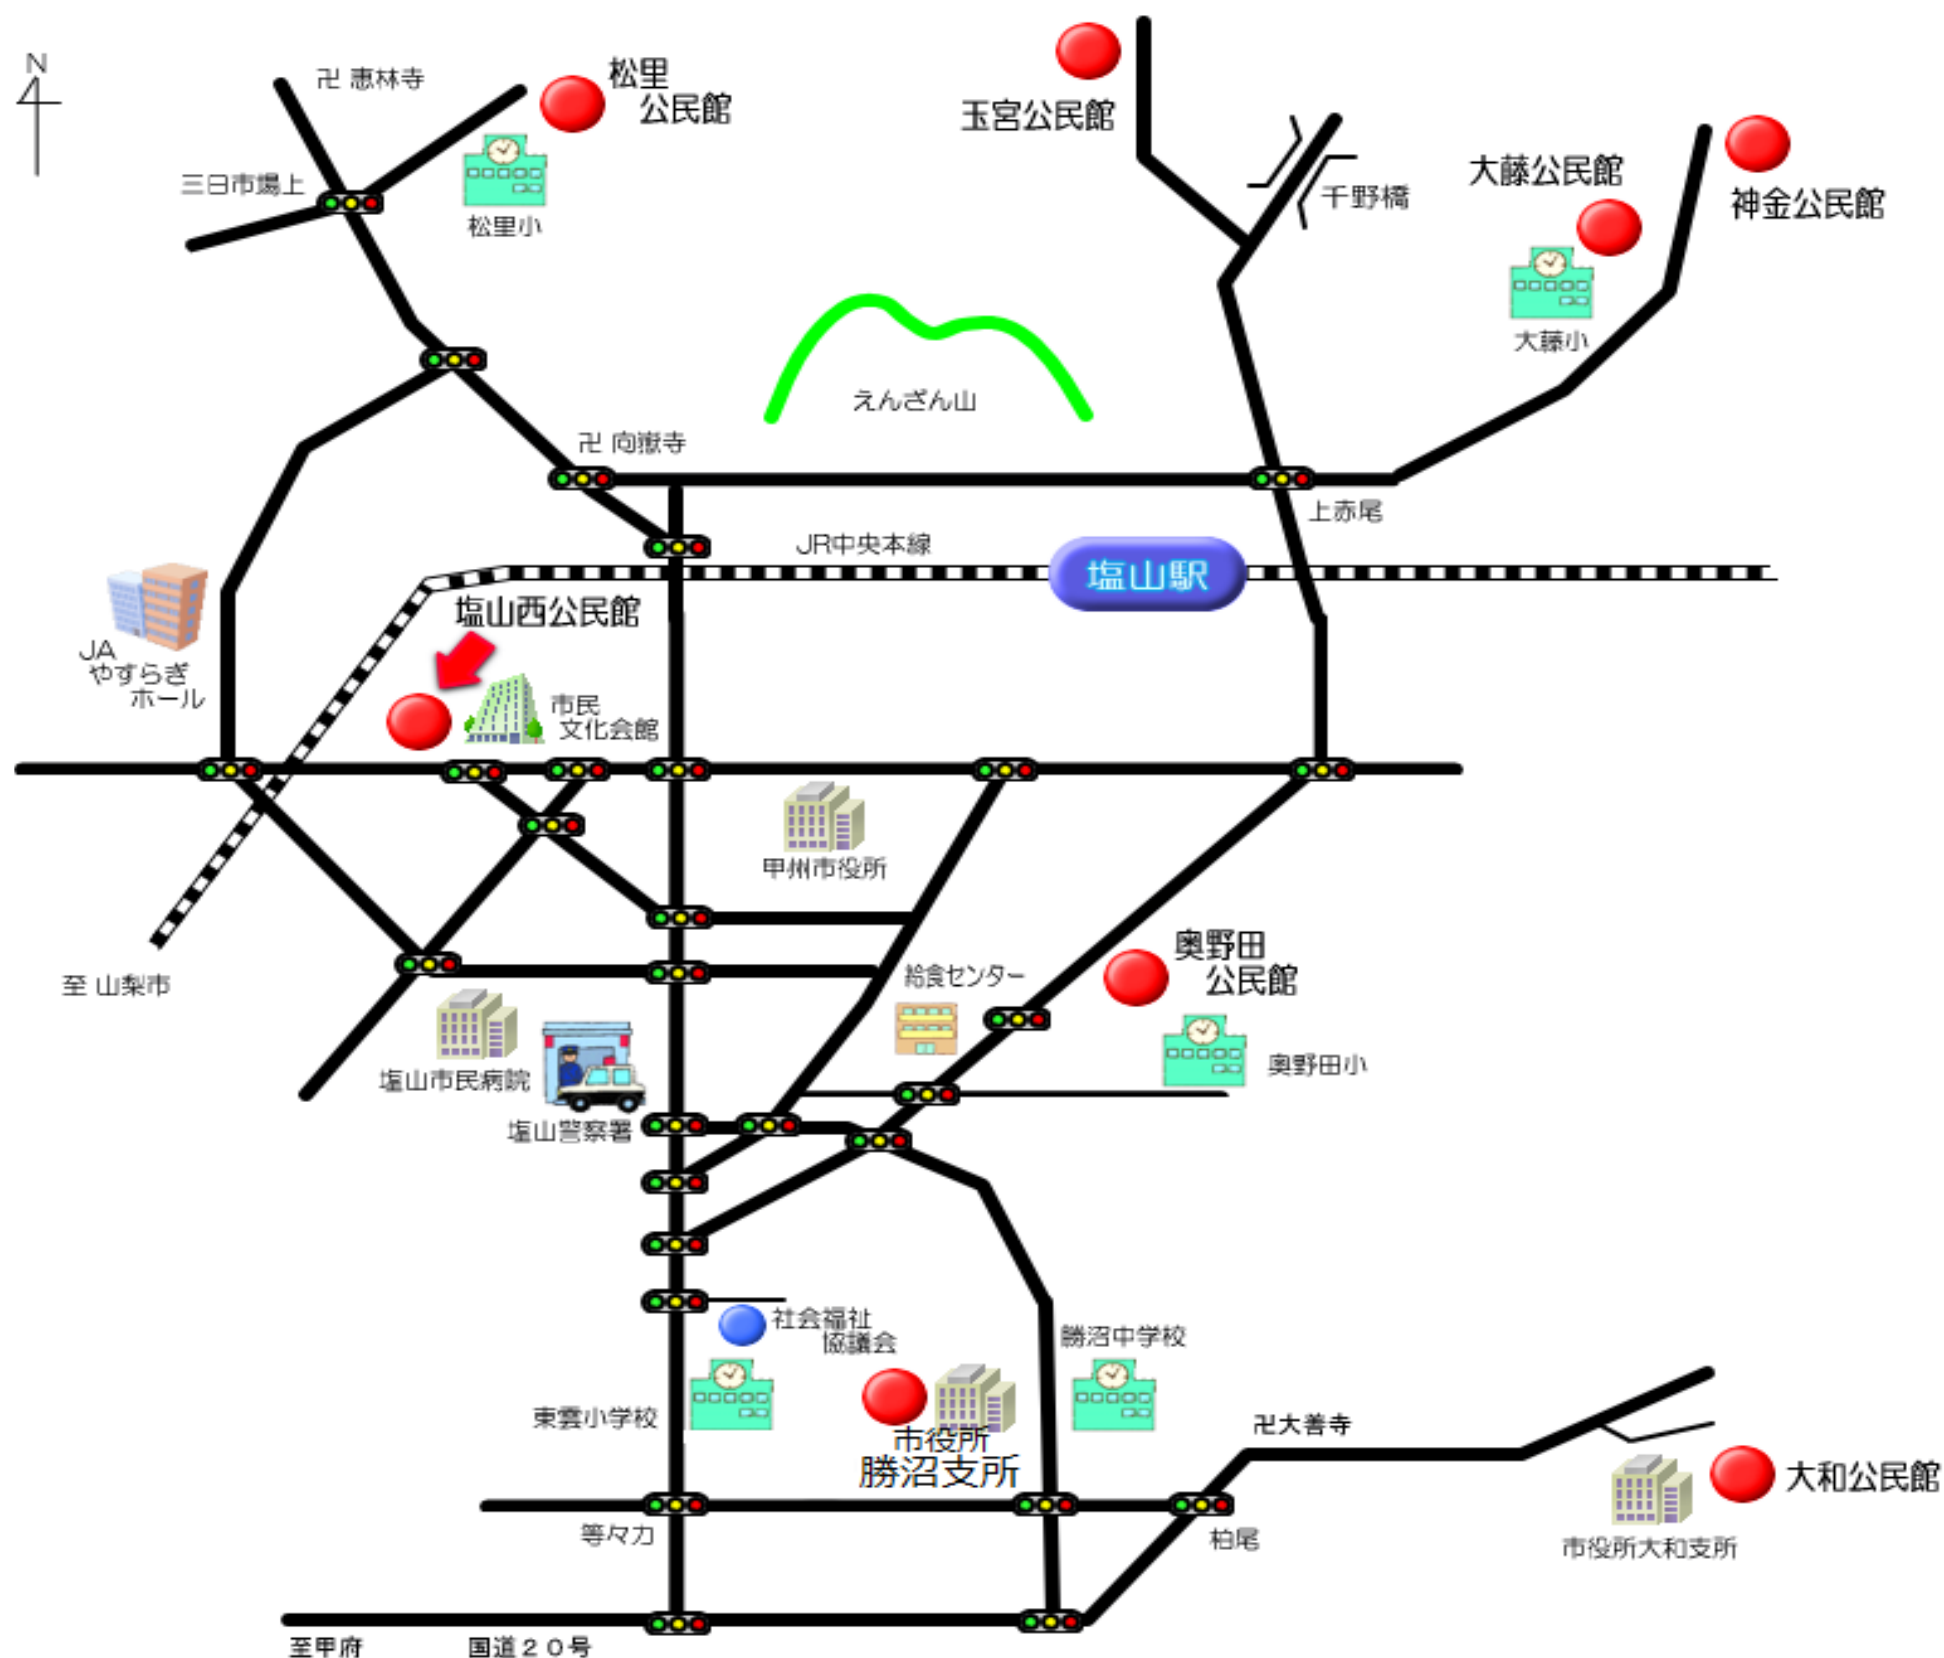 N
卍 恵林寺
松里
公民館
玉宮公民館
三日市場上
松里小
千野橋
大藤公民館
神金公民館
大藤小
えんざん山
卍 向嶽寺
上赤尾
JR中央本線
塩山駅
塩山西公民館
JA
やすらぎ
ホール
市民
文化会館
甲州市役所
至 山梨市
給食センター
奥野田
公民館
奥野田小
塩山市民病院
塩山警察署
社会福祉
協議会
勝沼中学校
東雲小学校
市役所
勝沼支所
卍大善寺
大和公民館
等々力
柏尾
市役所大和支所
至甲府
国道20号